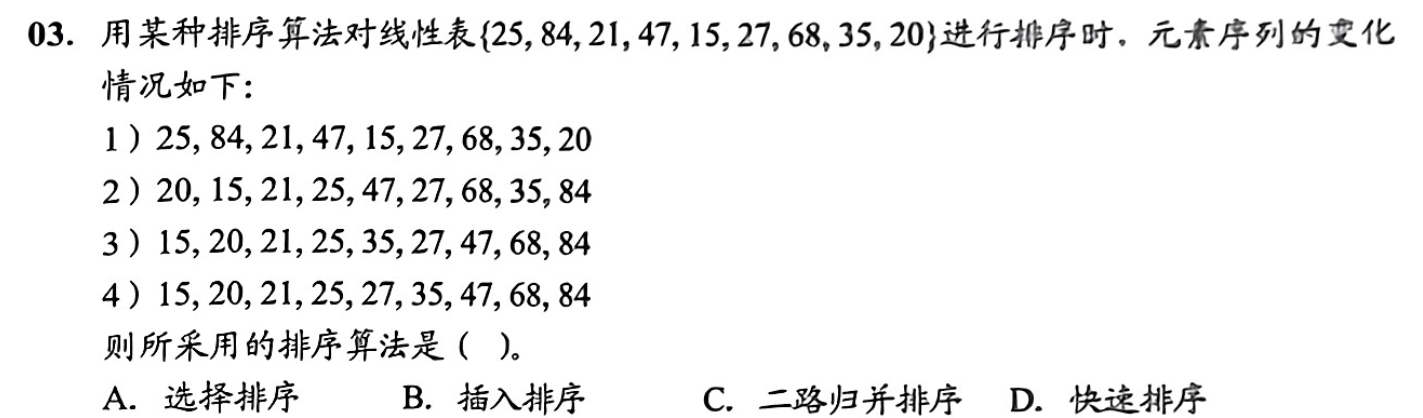 03. 用某种排序算法对线性表{25, 84, 21, 47, 15, 27, 68, 35, 20}进行排序时，元素序列的变化
情况如下：
1）25, 84, 21, 47, 15, 27, 68, 35, 20
2）20, 15, 21, 25, 47, 27, 68, 35, 84
3）15, 20, 21, 25, 35, 27, 47, 68, 84
4）15, 20, 21, 25, 27, 35, 47, 68, 84
则所采用的排序算法是（ ）。
A. 选择排序 B. 插入排序 C. 二路归并排序 D. 快速排序